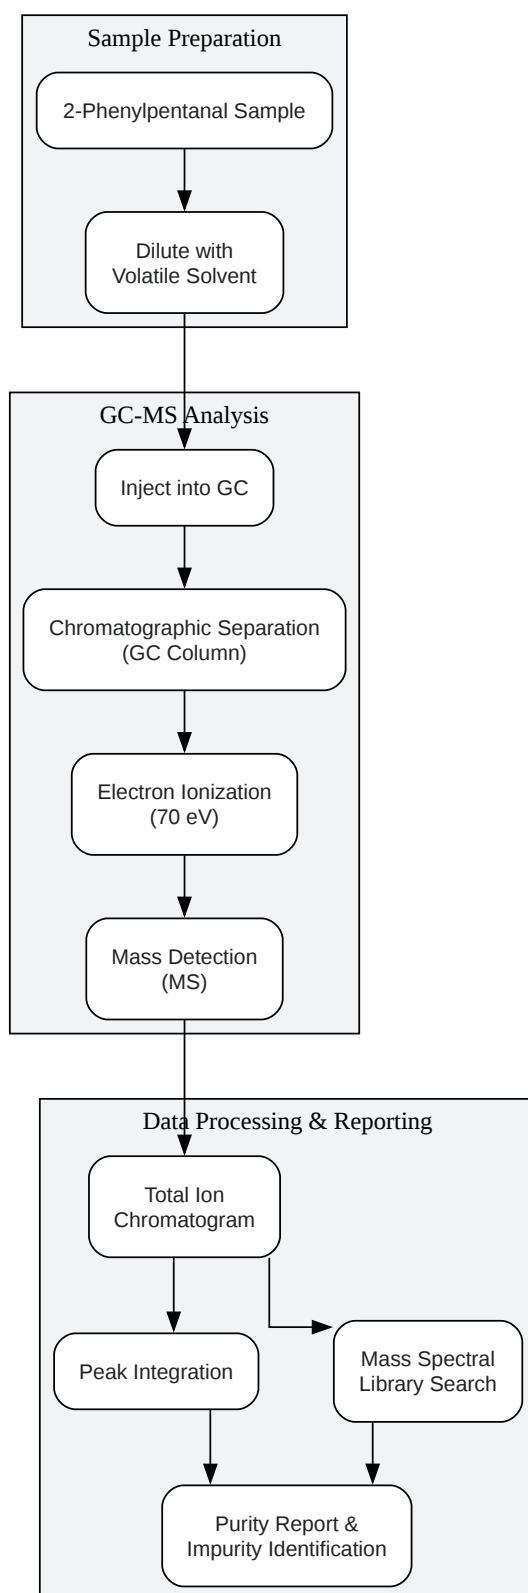 Sample Preparation
2-Phenylpentanal Sample
Dilute with
Volatile Solvent
GC-MS Analysis
Inject into GC
Chromatographic Separation
(GC Column)
Electron Ionization
(70 eV)
Mass Detection
(MS)
Data Processing & Reporting
Total Ion
Chromatogram
Peak Integration
Mass Spectral
Library Search
Purity Report &
Impurity Identification